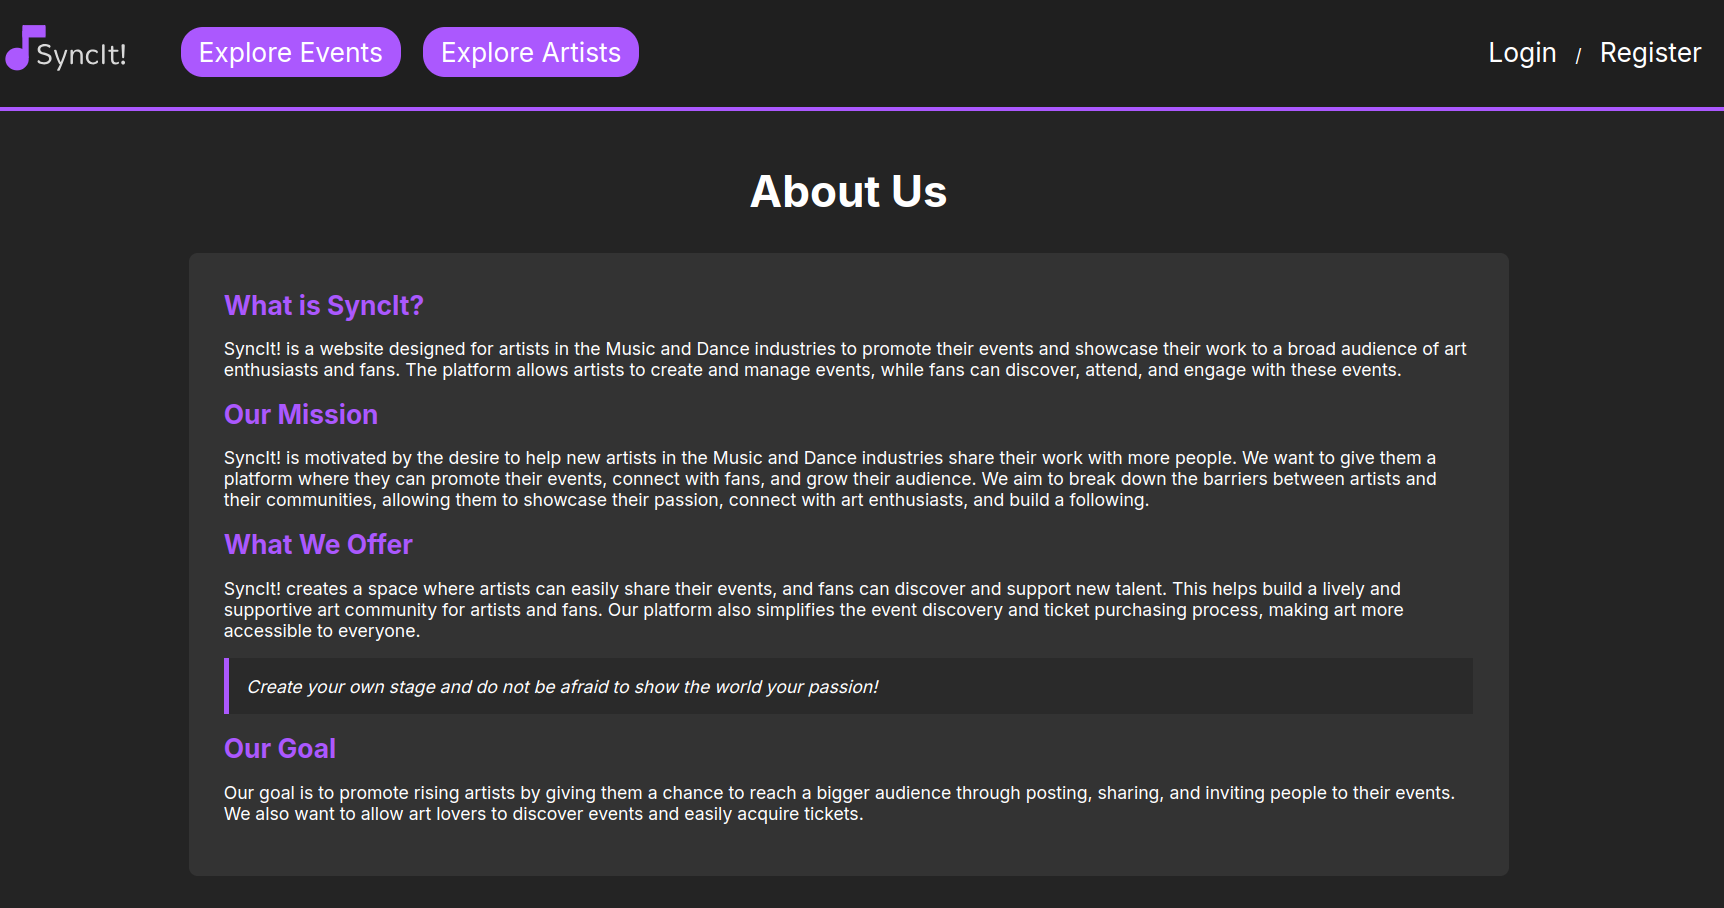 SyncIt!
Explore Events
Explore Artists
Login / Register
About Us
What is SyncIt?
SyncIt! is a website designed for artists in the Music and Dance industries to promote their events and showcase their work to a broad audience of art
enthusiasts and fans. The platform allows artists to create and manage events, while fans can discover, attend, and engage with these events.
Our Mission
SyncIt! is motivated by the desire to help new artists in the Music and Dance industries share their work with more people. We want to give them a
platform where they can promote their events, connect with fans, and grow their audience. We aim to break down the barriers between artists and
their communities, allowing them to showcase their passion, connect with art enthusiasts, and build a following.
What We Offer
SyncIt! creates a space where artists can easily share their events, and fans can discover and support new talent. This helps build a lively and
supportive art community for artists and fans. Our platform also simplifies the event discovery and ticket purchasing process, making art more
accessible to everyone.
Create your own stage and do not be afraid to show the world your passion!
Our Goal
Our goal is to promote rising artists by giving them a chance to reach a bigger audience through posting, sharing, and inviting people to their events.
We also want to allow art lovers to discover events and easily acquire tickets.